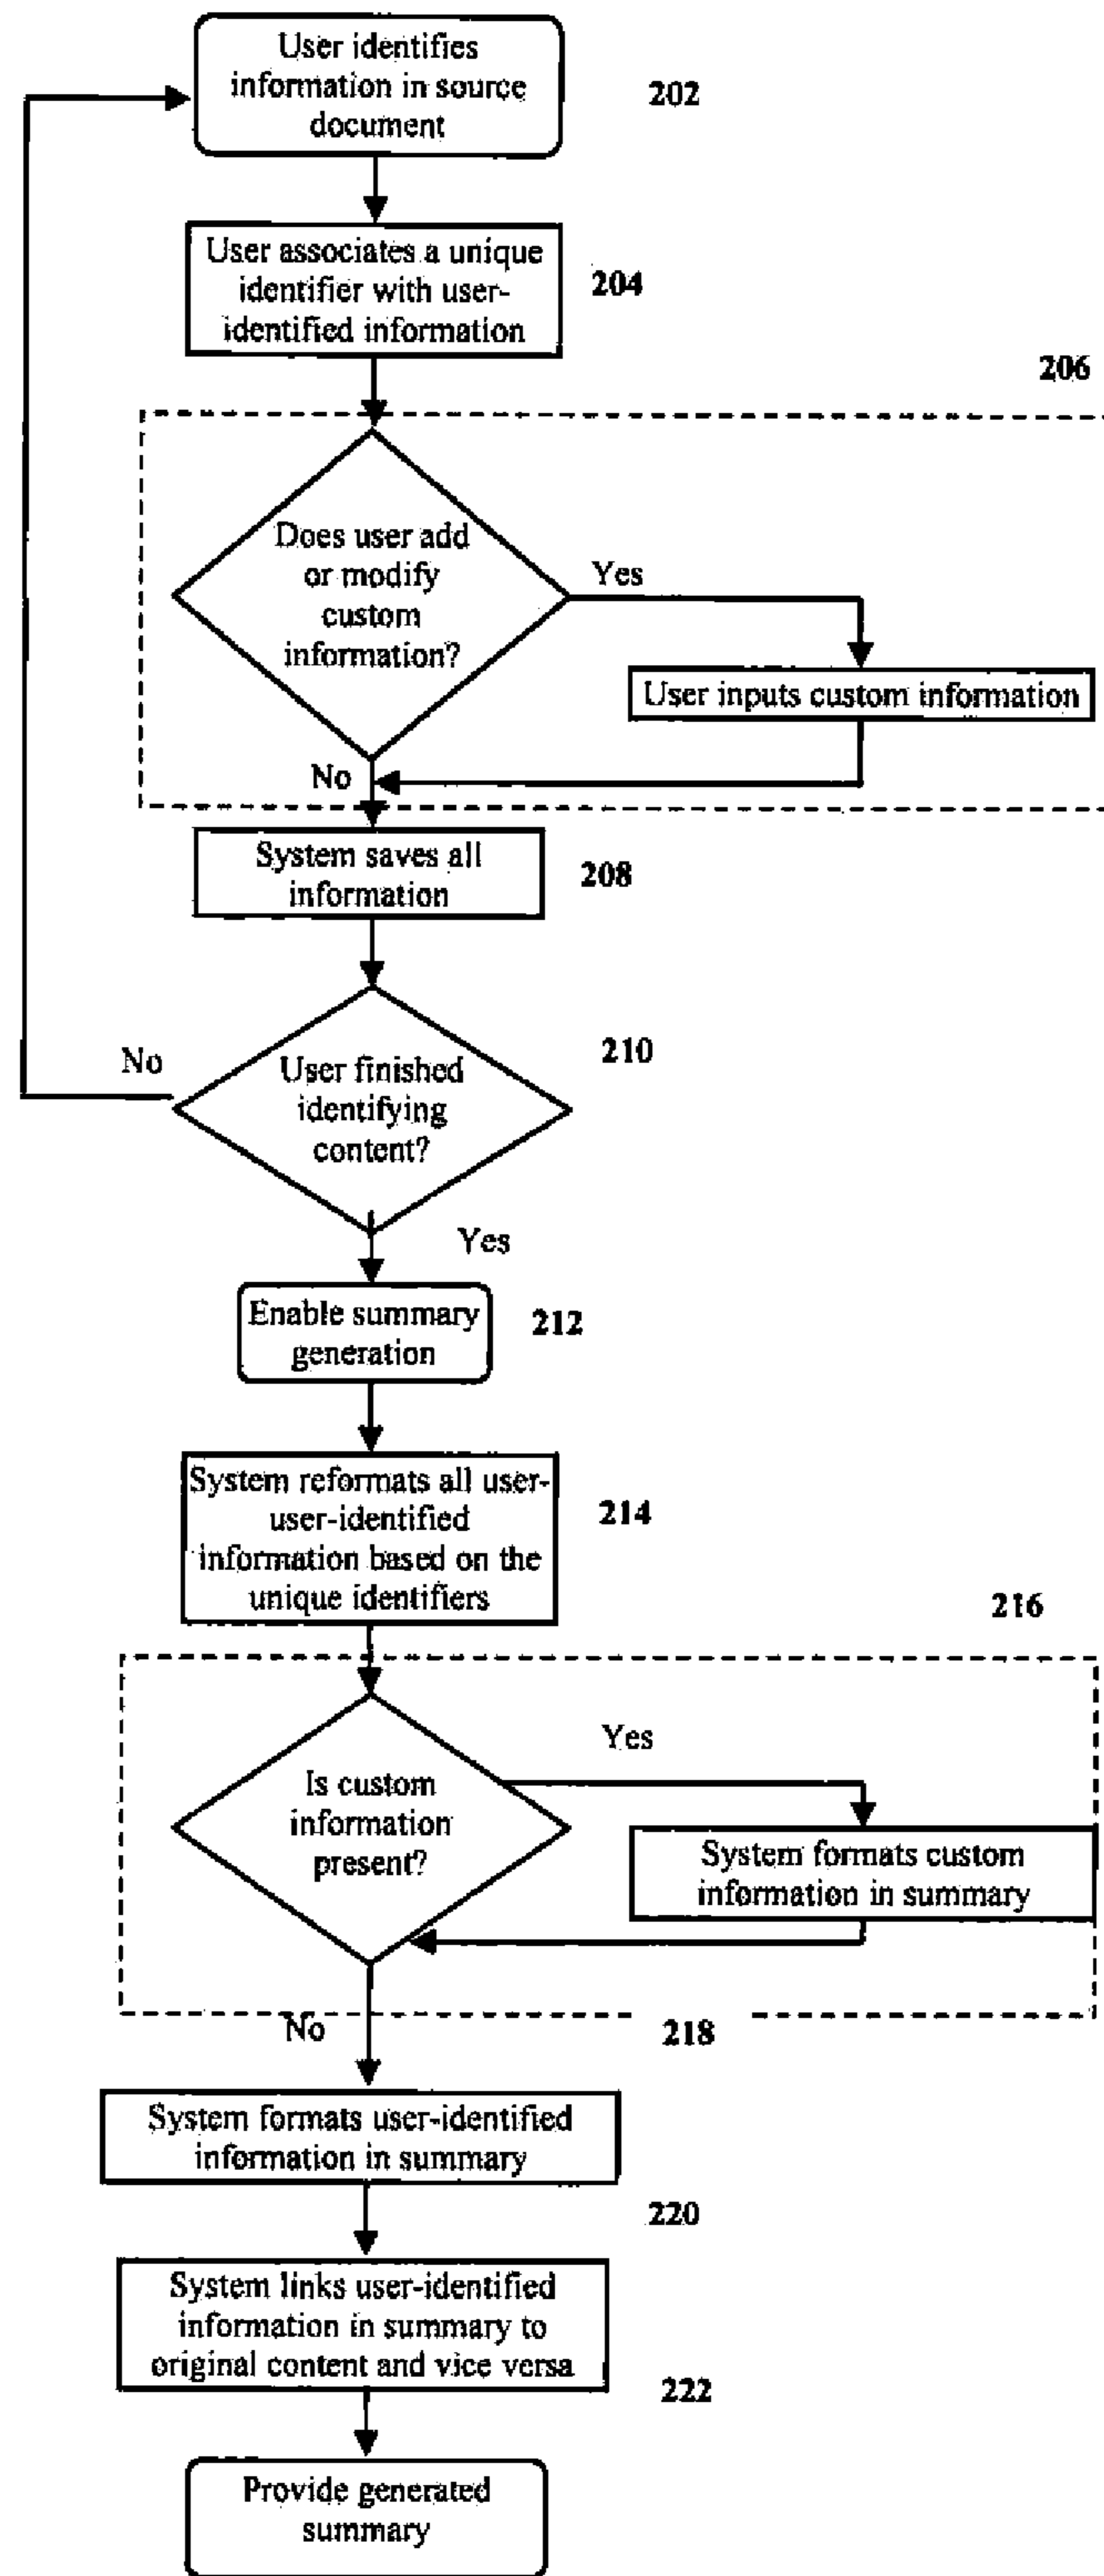 User identifies
information in source
document
202
User associates a unique
identifier with user-
identified information
204
206
Does user add
or modify
custom
information?
Yes
User inputs custom information
No
System saves all
information
208
No
User finished
identifying
content?
210
Yes
Enable summary
generation
212
System reformats all user-
user-identified
information based on the
unique identifiers
214
216
Is custom
information
present?
Yes
System formats custom
information in summary
No
218
System formats user-identified
information in summary
220
System links user-identified
information in summary to
original content and vice versa
222
Provide generated
summary